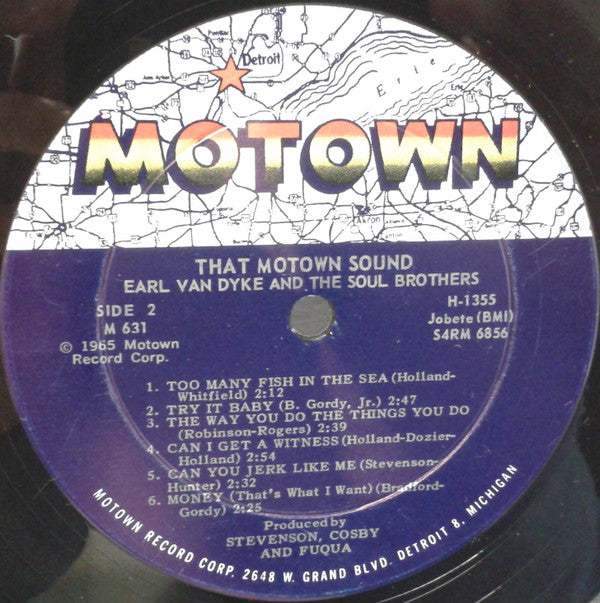 Detroit
Erie
Akron
MOTOWN
THAT MOTOWN SOUND
EARL VAN DYKE AND THE SOUL BROTHERS
SIDE 2
M 631
© 1965 Motown
Record Corp.
H-1355
Jobete (BMI)
S4RM 6856
1. TOO MANY FISH IN THE SEA (Holland-
Whitfield) 2:12
2. TRY IT BABY (B. Gordy, Jr.) 2:47
3. THE WAY YOU DO THE THINGS YOU DO
(Robinson-Rogers) 2:39
4. CAN I GET A WITNESS (Holland-Dozier-
Holland) 2:54
5. CAN YOU JERK LIKE ME (Stevenson-
Hunter) 2:32
6. MONEY (That's What I Want) (Bradford-
Gordy) 2:25
Produced by
STEVENSON, COSBY
AND FUQUA
MOTOWN RECORD CORP. 2648 W. GRAND BLVD. DETROIT 8, MICHIGAN